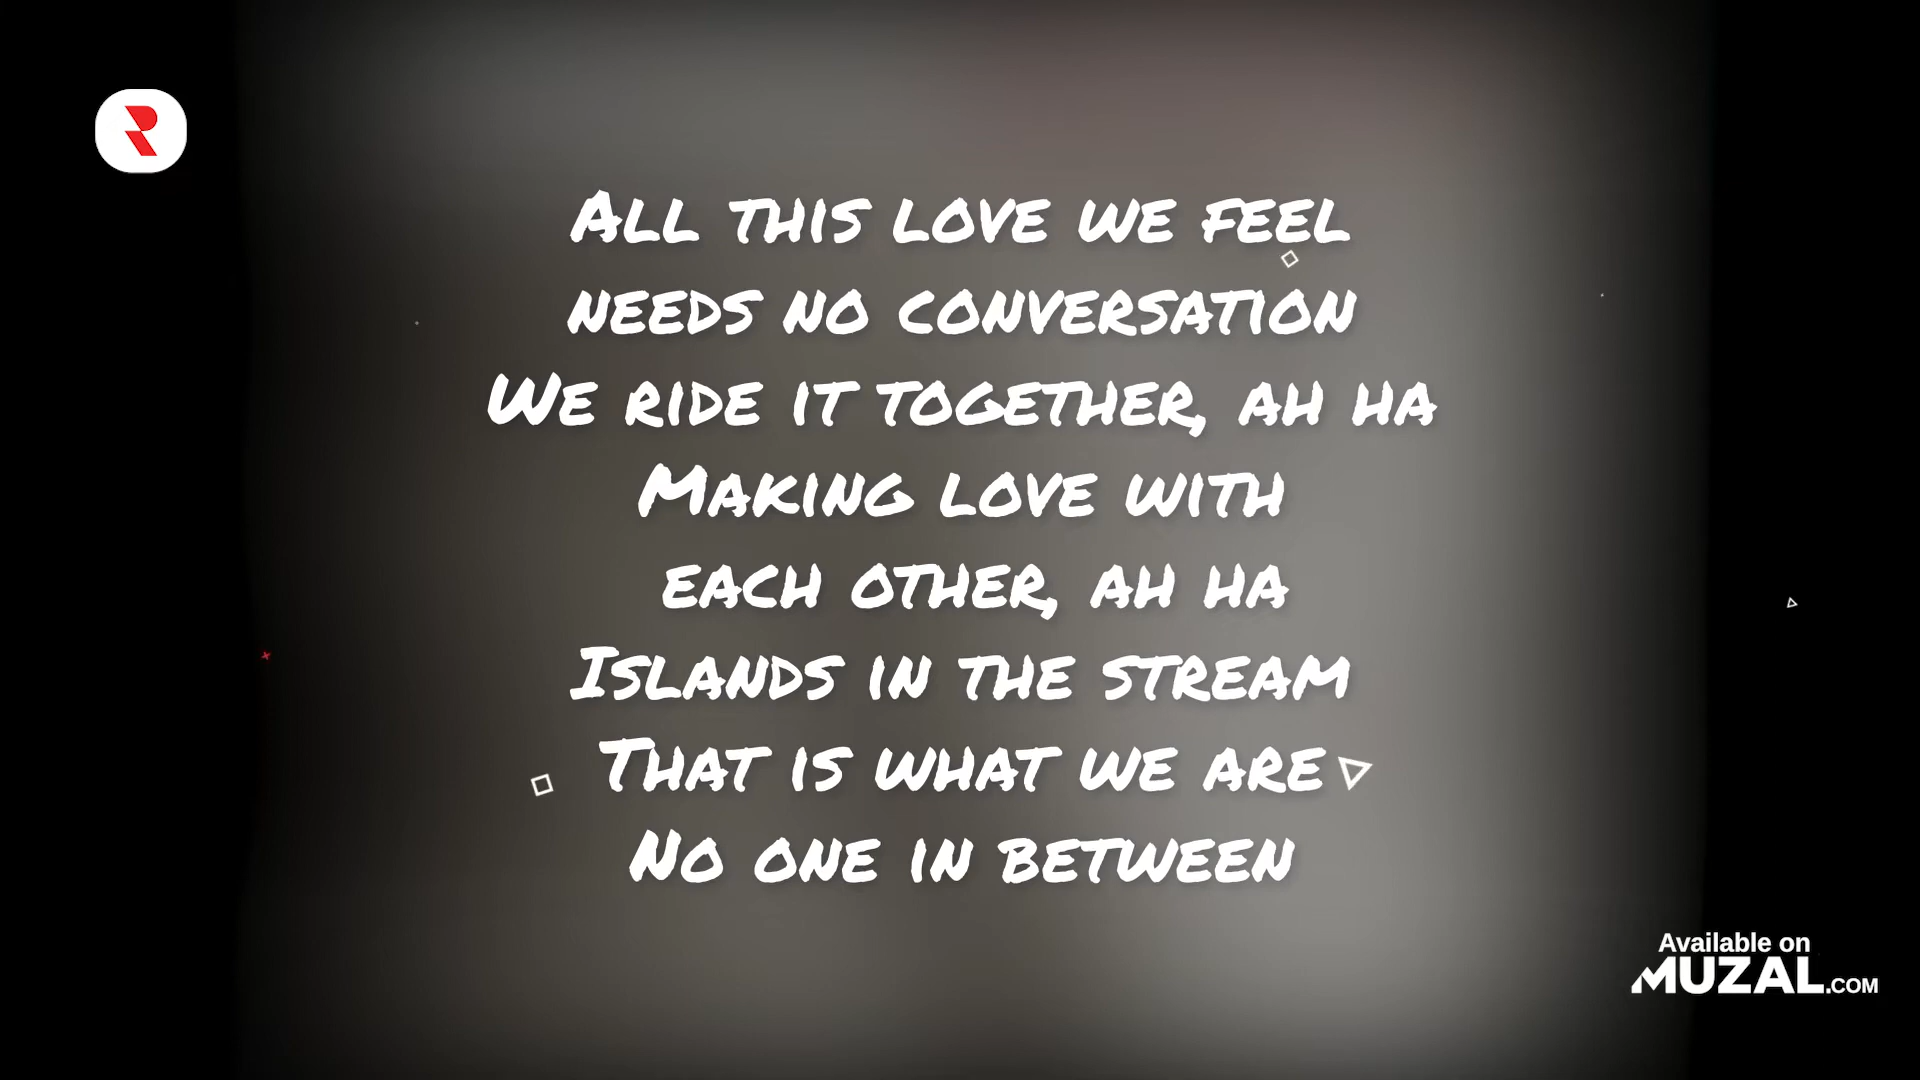 All this love we feel
needs no conversation
We ride it together, ah ha
Making love with
each other, ah ha
Islands in the stream
That is what we are
No one in between
Available on
MUZAL.COM